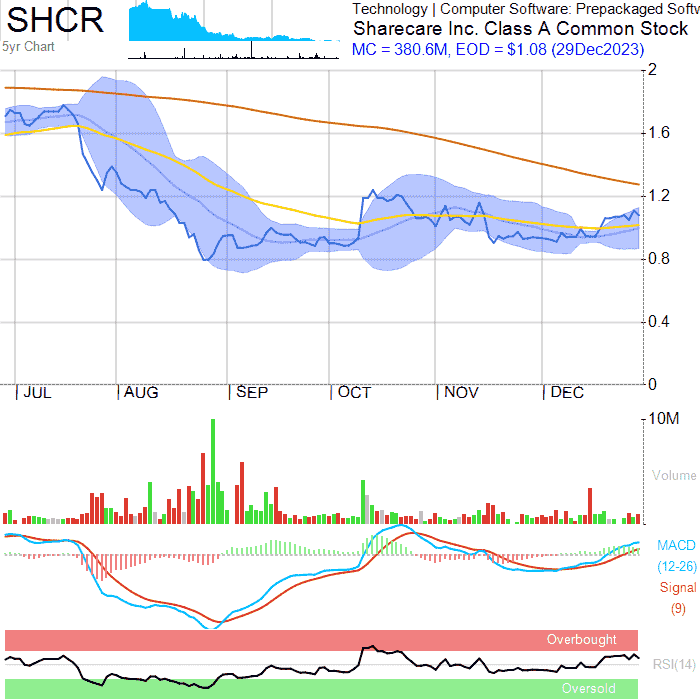 SHCR
5yr Chart
Technology | Computer Software: Prepackaged Softw
Sharecare Inc. Class A Common Stock
MC = 380.6M, EOD = $1.08 (29Dec2023)
2
1.6
1.2
0.8
0.4
0
JUL AUG SEP OCT NOV DEC
10M
Volume
MACD
(12-26)
Signal
(9)
Overbought
RSI(14)
Oversold